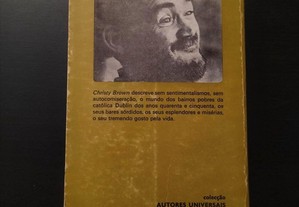 Christy Brown descreve sem sentimentalismos, sem
autocomiseração, o mundo dos bairros pobres da
católica Dublin dos anos quarenta e cinquenta, os
seus bares sórdidos, os seus esplendores e misérias,
o seu tremendo gosto pela vida.
colecção
AUTORES UNIVERSAIS